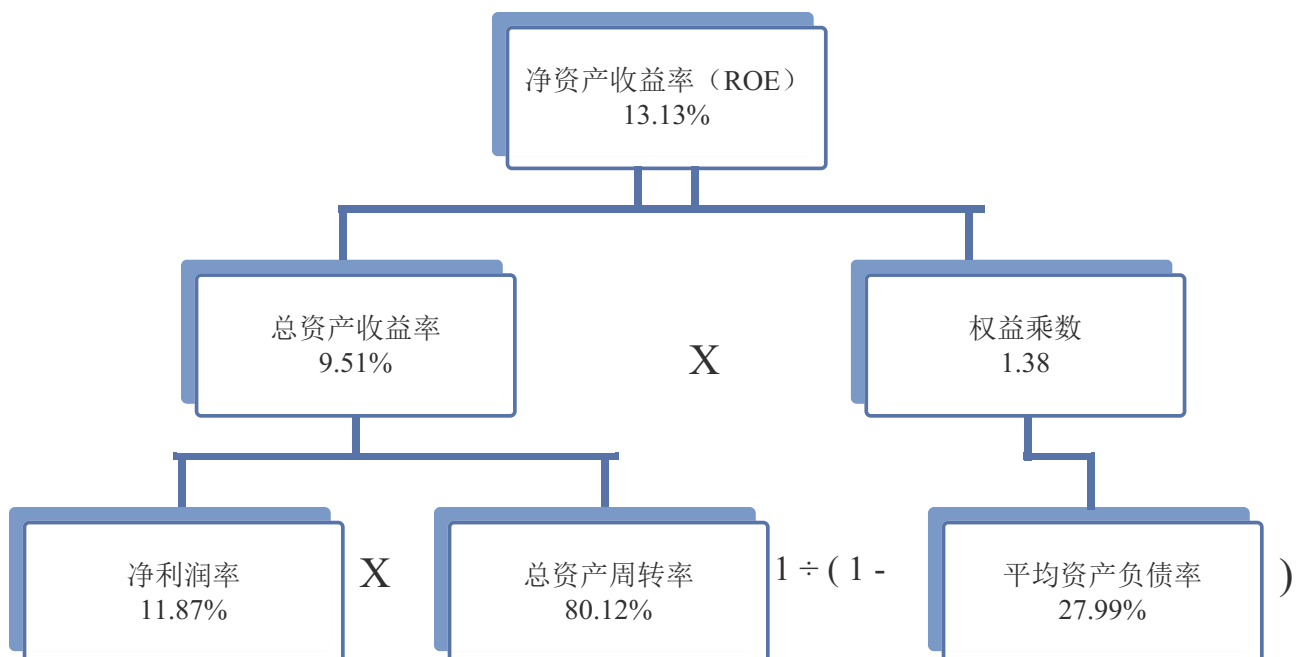 净资产收益率（ROE）
13.13%
总资产收益率
9.51%
X
权益乘数
1.38
净利润率
11.87%
X
总资产周转率
80.12%
1 ÷ ( 1 -
平均资产负债率
27.99%
)